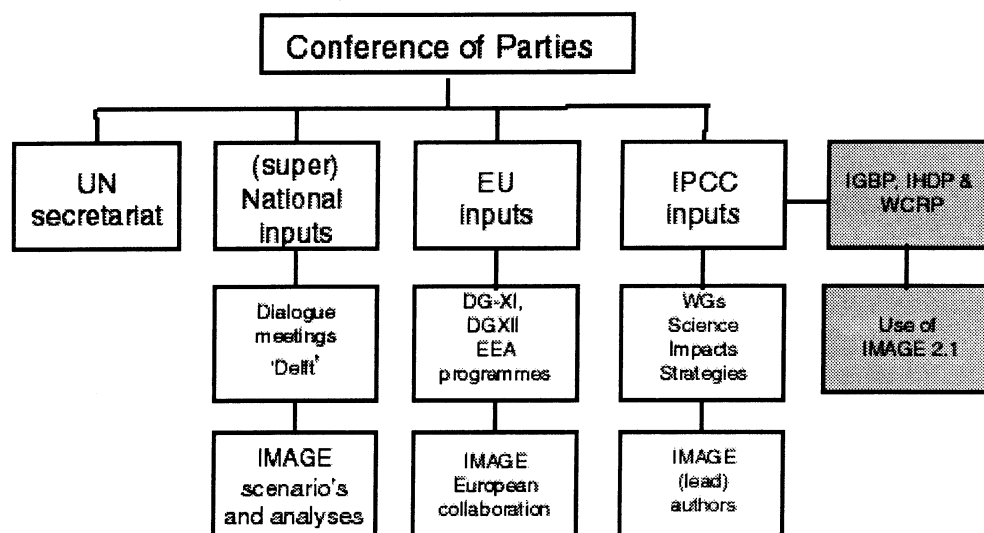 Conference of Parties
UN
secretariat
(super)
National
inputs
EU
inputs
IPCC
inputs
IGBP, IHDP &
WCRP
Dialogue
meetings
'Delft'
DG-XI,
DGXII
EEA
programmes
WGs
Science
Impacts
Strategies
Use of
IMAGE 2.1
IMAGE
scenario's
and analyses
IMAGE
European
collaboration
IMAGE
(lead)
authors